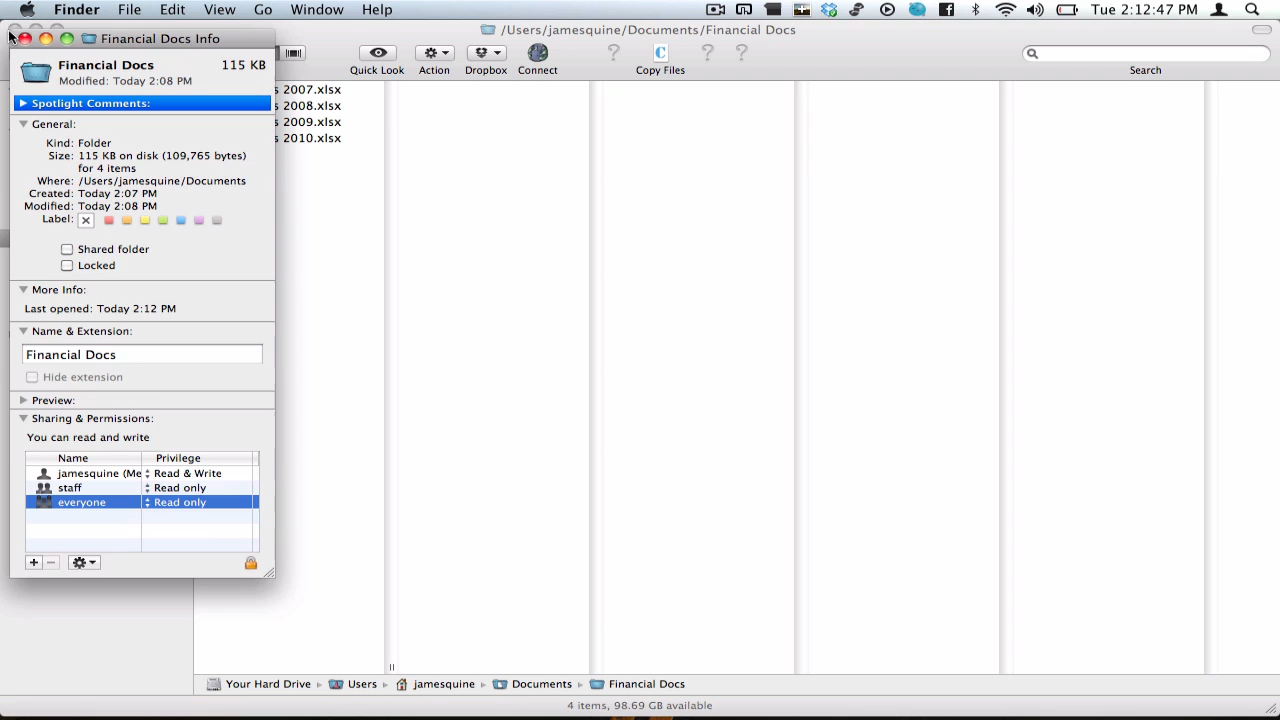 Finder File Edit View Go Window Help Tue 2:12:47 PM
/Users/jamesquine/Documents/Financial Docs
Financial Docs Info
Quick Look Action Dropbox Connect Copy Files Search
Financial Docs 115 KB
Modified: Today 2:08 PM
Spotlight Comments:
General:
Kind: Folder
Size: 115 KB on disk (109,765 bytes)
for 4 items
Where: /Users/jamesquine/Documents
Created: Today 2:07 PM
Modified: Today 2:08 PM
Label:
Shared folder
Locked
More Info:
Last opened: Today 2:12 PM
Name & Extension:
Financial Docs
Hide extension
Preview:
Sharing & Permissions:
You can read and write
Name Privilege
jamesquine (Me Read & Write
staff Read only
everyone Read only
s 2007.xlsx
s 2008.xlsx
s 2009.xlsx
s 2010.xlsx
Your Hard Drive Users jamesquine Documents Financial Docs
4 items, 98.69 GB available